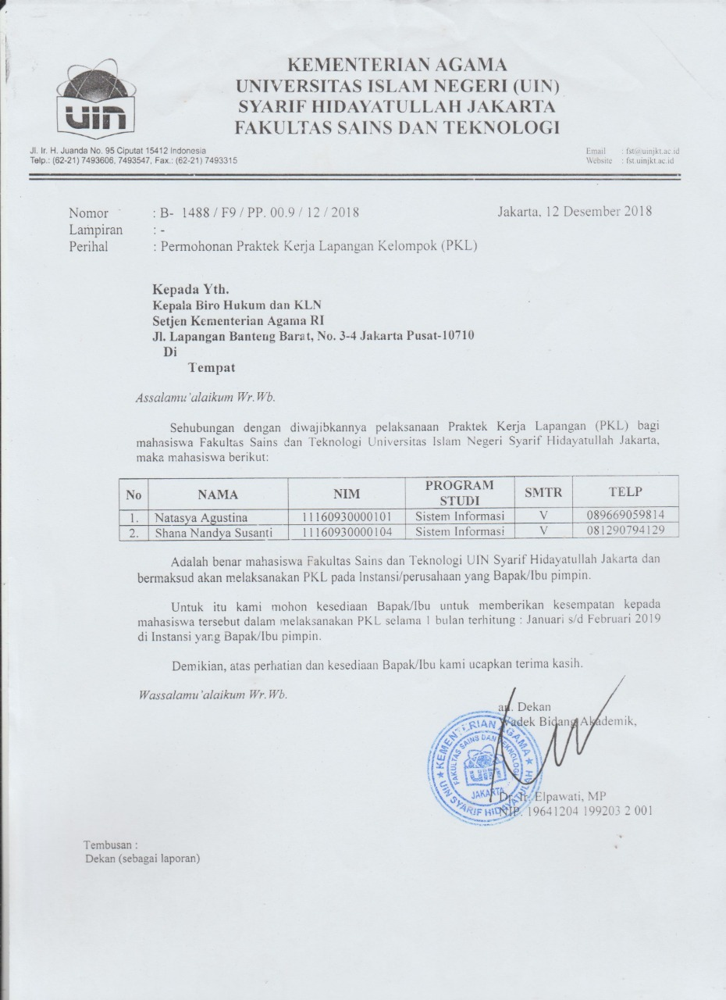 KEMENTERIAN AGAMA
UNIVERSITAS ISLAM NEGERI (UIN)
SYARIF HIDAYATULLAH JAKARTA
FAKULTAS SAINS DAN TEKNOLOGI
uin
Jl. Ir. H. Juanda No. 95 Ciputat 15412 Indonesia
Telp.: (62-21) 7493606, 7493547, Fax.: (62-21) 7493315
Email : fst@uinjkt.ac.id
Website : fst.uinjkt.ac.id
Nomor : B- 1488 / F9 / PP. 00.9 / 12 / 2018 Jakarta, 12 Desember 2018
Lampiran : -
Perihal : Permohonan Praktek Kerja Lapangan Kelompok (PKL)
Kepada Yth.
Kepala Biro Hukum dan KLN
Setjen Kementerian Agama RI
Jl. Lapangan Banteng Barat, No. 3-4 Jakarta Pusat-10710
Di
Tempat
Assalamu'alaikum Wr.Wb.
Sehubungan dengan diwajibkannya pelaksanaan Praktek Kerja Lapangan (PKL) bagi
mahasiswa Fakultas Sains dan Teknologi Universitas Islam Negeri Syarif Hidayatullah Jakarta,
maka mahasiswa berikut:
No NAMA NIM PROGRAM STUDI SMTR TELP
1. Natasya Agustina 11160930000101 Sistem Informasi V 089669059814
2. Shana Nandya Susanti 11160930000104 Sistem Informasi V 081290794129
Adalah benar mahasiswa Fakultas Sains dan Teknologi UIN Syarif Hidayatullah Jakarta dan
bermaksud akan melaksanakan PKL pada Instansi/perusahaan yang Bapak/Ibu pimpin.
Untuk itu kami mohon kesediaan Bapak/Ibu untuk memberikan kesempatan kepada
mahasiswa tersebut dalam melaksanakan PKL selama 1 bulan terhitung : Januari s/d Februari 2019
di Instansi yang Bapak/Ibu pimpin.
Demikian, atas perhatian dan kesediaan Bapak/Ibu kami ucapkan terima kasih.
Wassalamu'alaikum Wr.Wb.
an. Dekan
Wadek Bidang Akademik,
KEMENTERIAN AGAMA
FAKULTAS SAINS DAN TEKNOLOGI
JAKARTA
UIN SYARIF HIDAYATULLAH
Dr. Ir. Elpawati, MP
NIP. 19641204 199203 2 001
Tembusan :
Dekan (sebagai laporan)